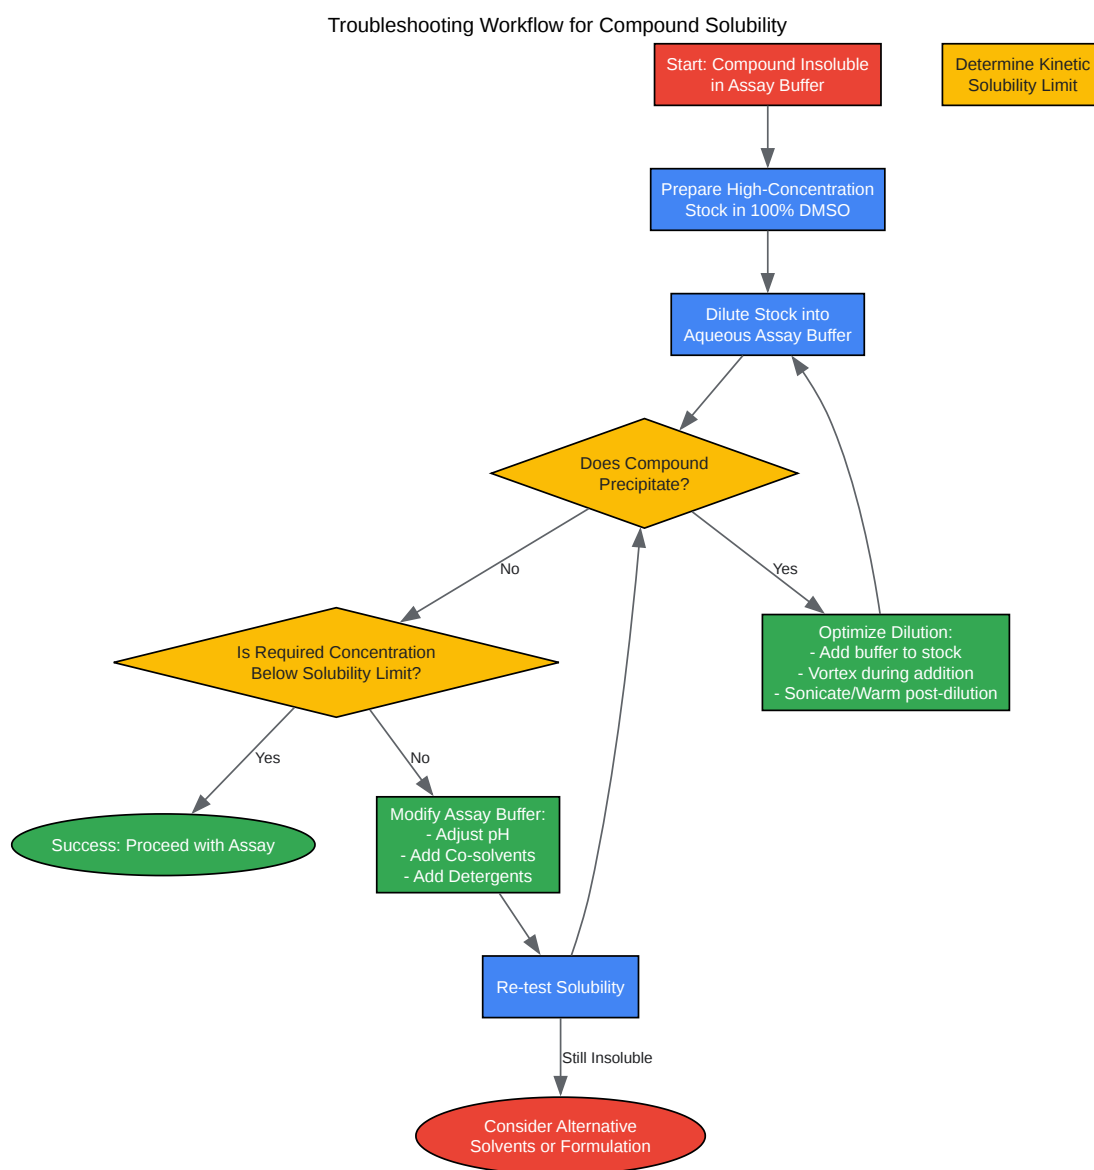 Troubleshooting Workflow for Compound Solubility
Start: Compound Insoluble
in Assay Buffer
Determine Kinetic
Solubility Limit
Prepare High-Concentration
Stock in 100% DMSO
Dilute Stock into
Aqueous Assay Buffer
Does Compound
Precipitate?
No
Yes
Is Required Concentration
Below Solubility Limit?
Optimize Dilution:
- Add buffer to stock
- Vortex during addition
- Sonicate/Warm post-dilution
Yes
No
Success: Proceed with Assay
Modify Assay Buffer:
- Adjust pH
- Add Co-solvents
- Add Detergents
Re-test Solubility
Still Insoluble
Consider Alternative
Solvents or Formulation